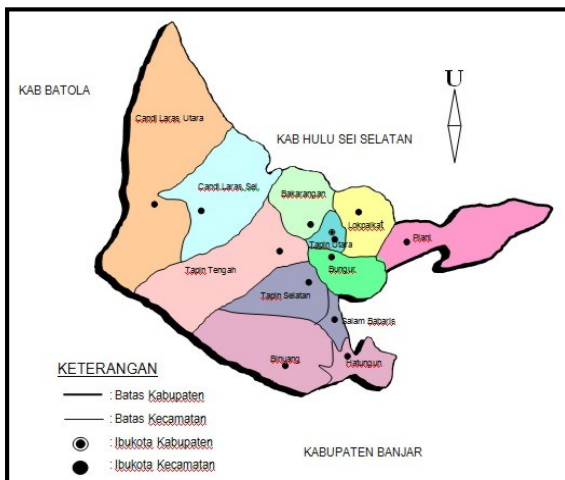 U
KAB BATOLA
Candi Laras Utara
KAB HULU SEI SELATAN
Candi Laras Sel.
Bakarangan
Lokpaikat
Piani
Tapin Utara
Bungur
Tapin Tengah
Tapin Selatan
Salam Babaris
Binuang
Hatungun
KETERANGAN
: Batas Kabupaten
: Batas Kecamatan
: Ibukota Kabupaten
: Ibukota Kecamatan
KABUPATEN BANJAR